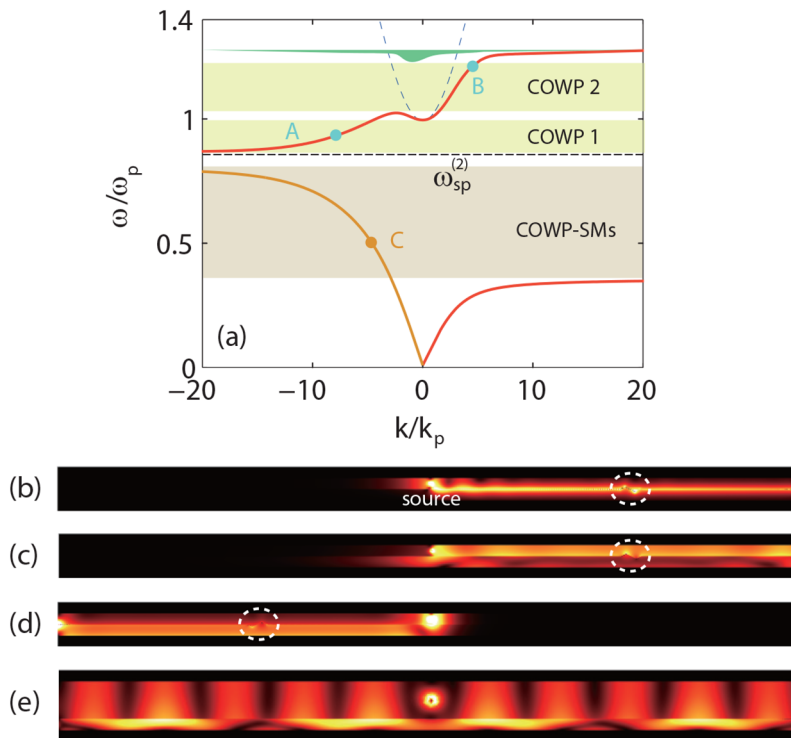 1.4
COWP 2
B
1
A
COWP 1
ω_sp^(2)
ω/ω_p
COWP-SMs
0.5
C
(a)
0
−20
−10
0
10
20
k/k_p
(b)
source
(c)
(d)
(e)